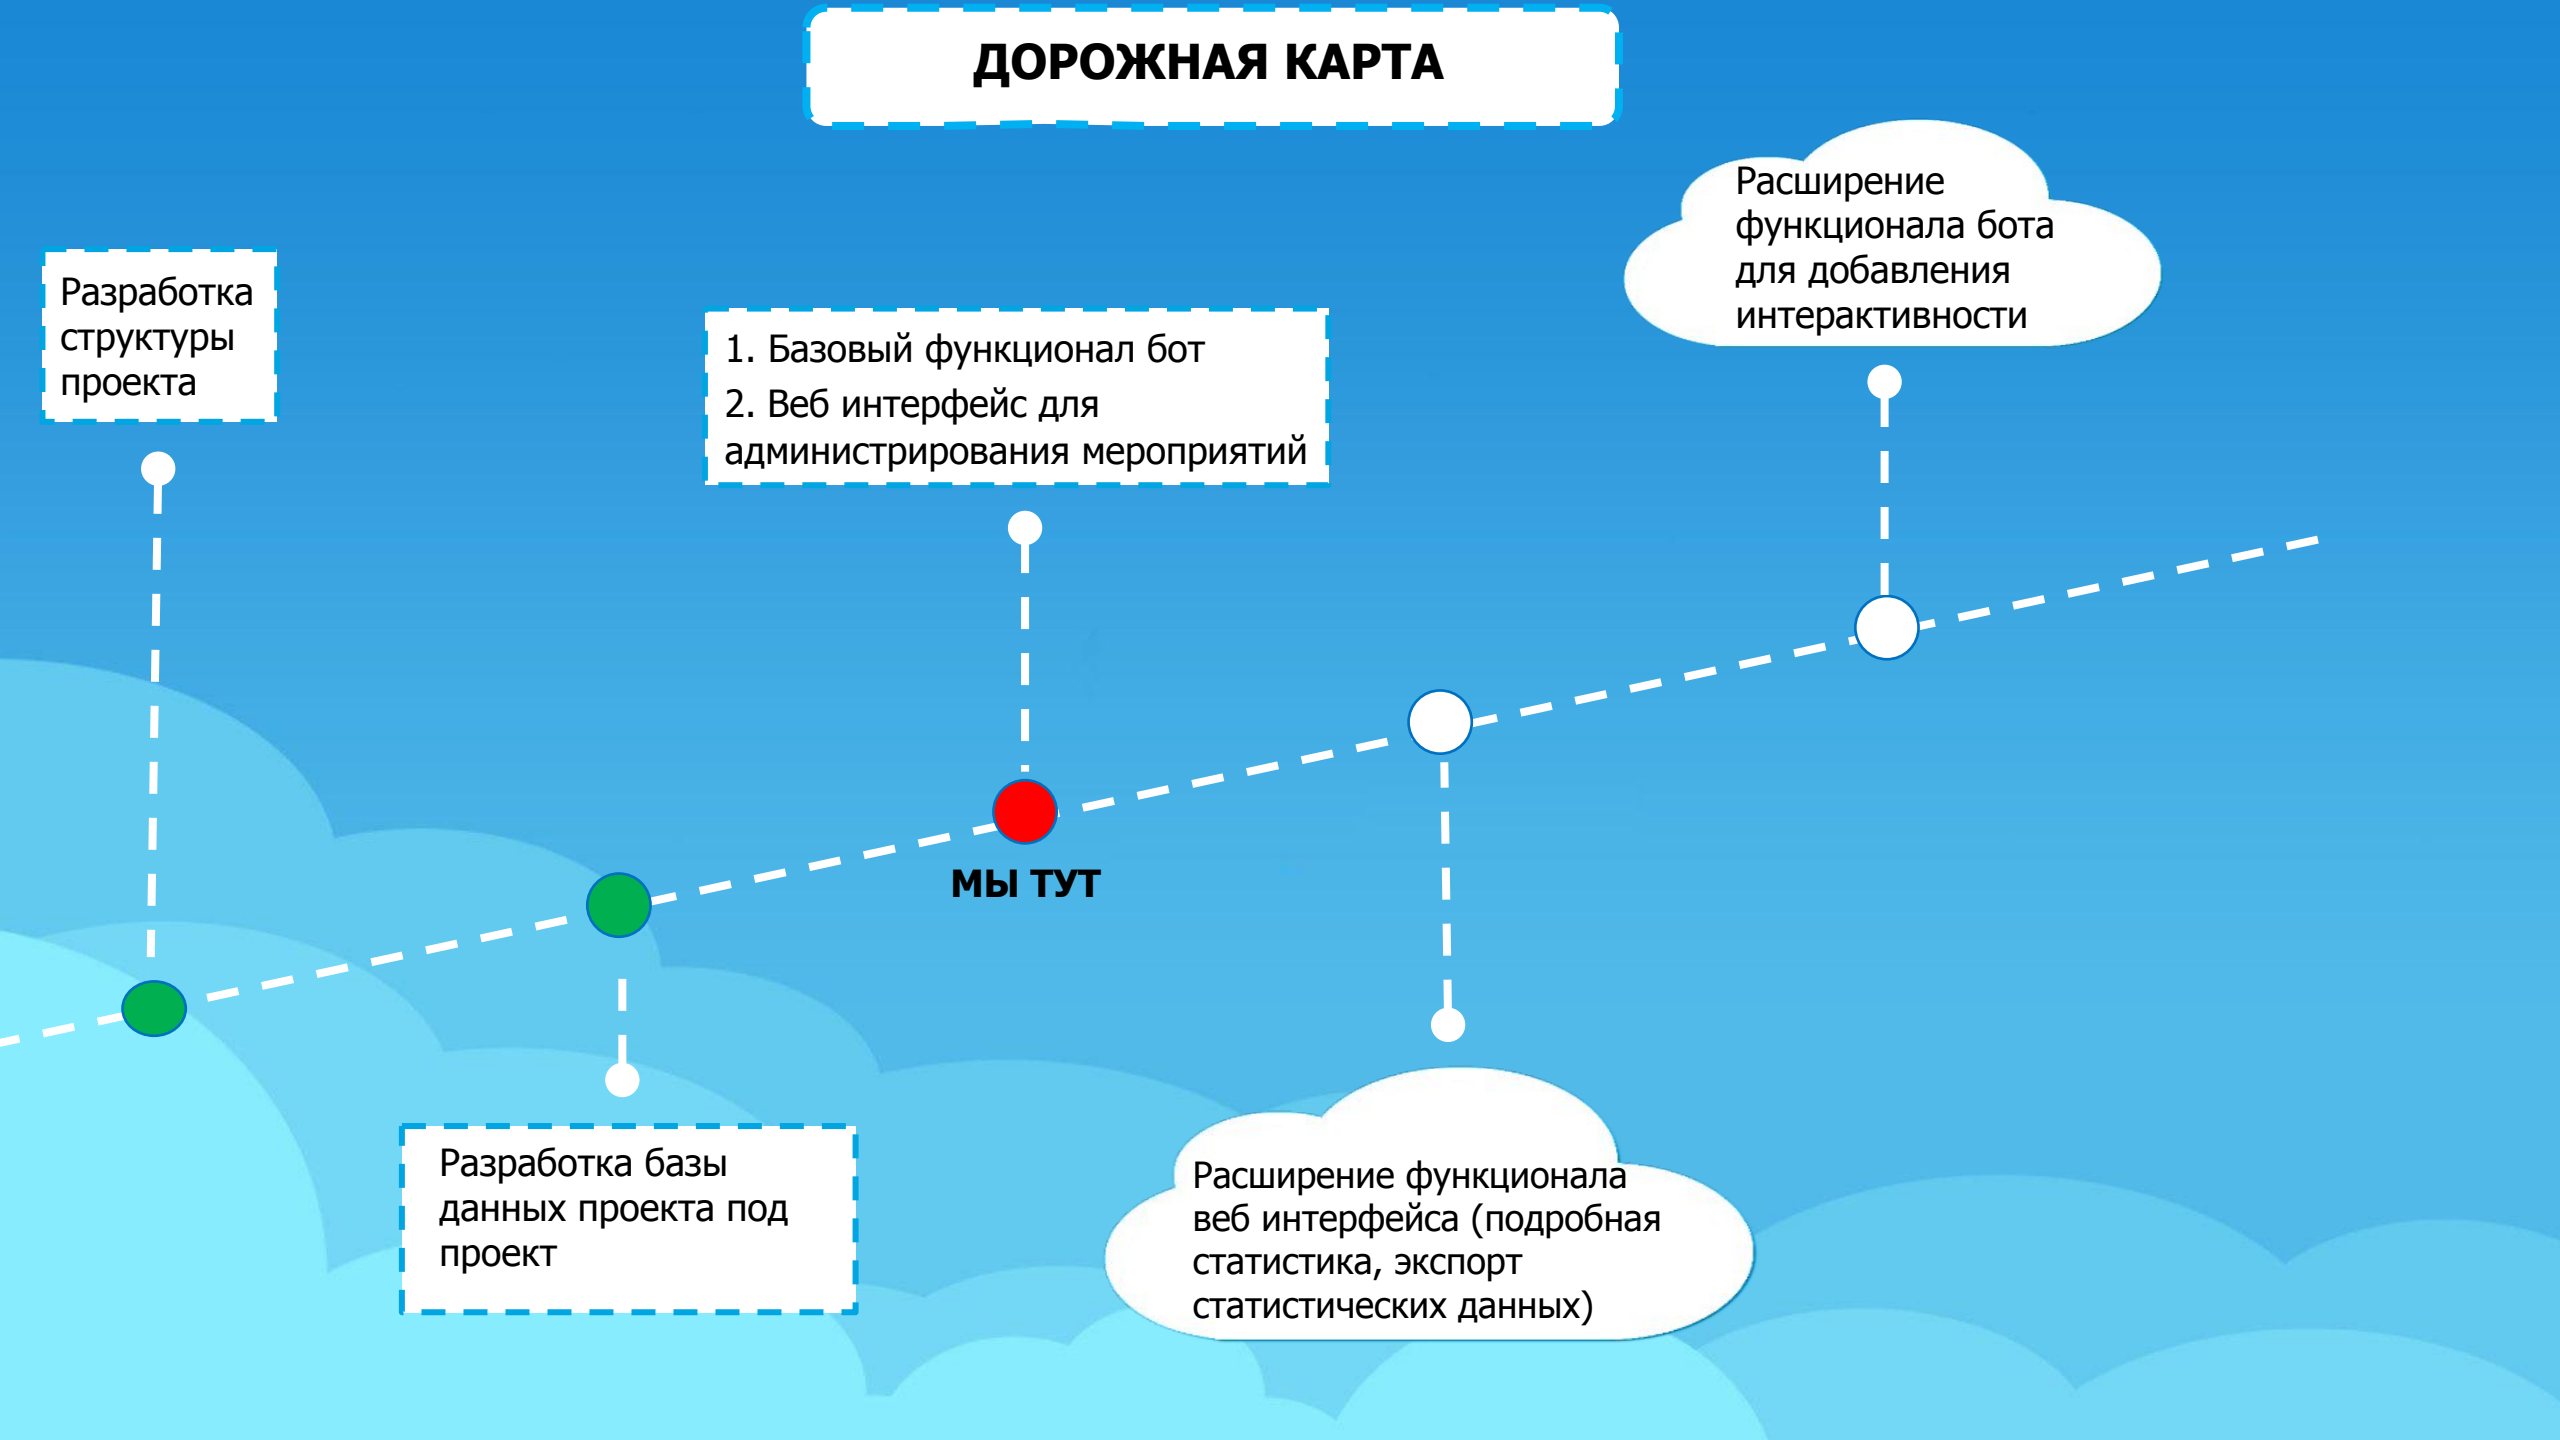 ДОРОЖНАЯ КАРТА
Разработка
структуры
проекта
1. Базовый функционал бот
2. Веб интерфейс для
администрирования мероприятий
Расширение
функционала бота
для добавления
интерактивности
МЫ ТУТ
Разработка базы
данных проекта под
проект
Расширение функционала
веб интерфейса (подробная
статистика, экспорт
статистических данных)